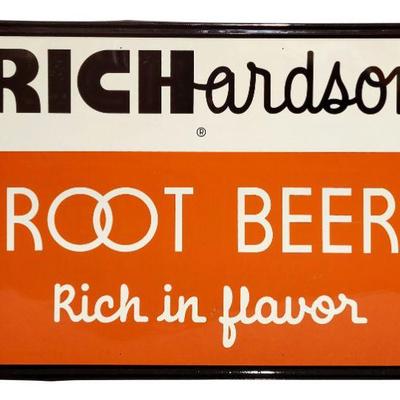 RICHardson
®
ROOT BEER
Rich in flavor